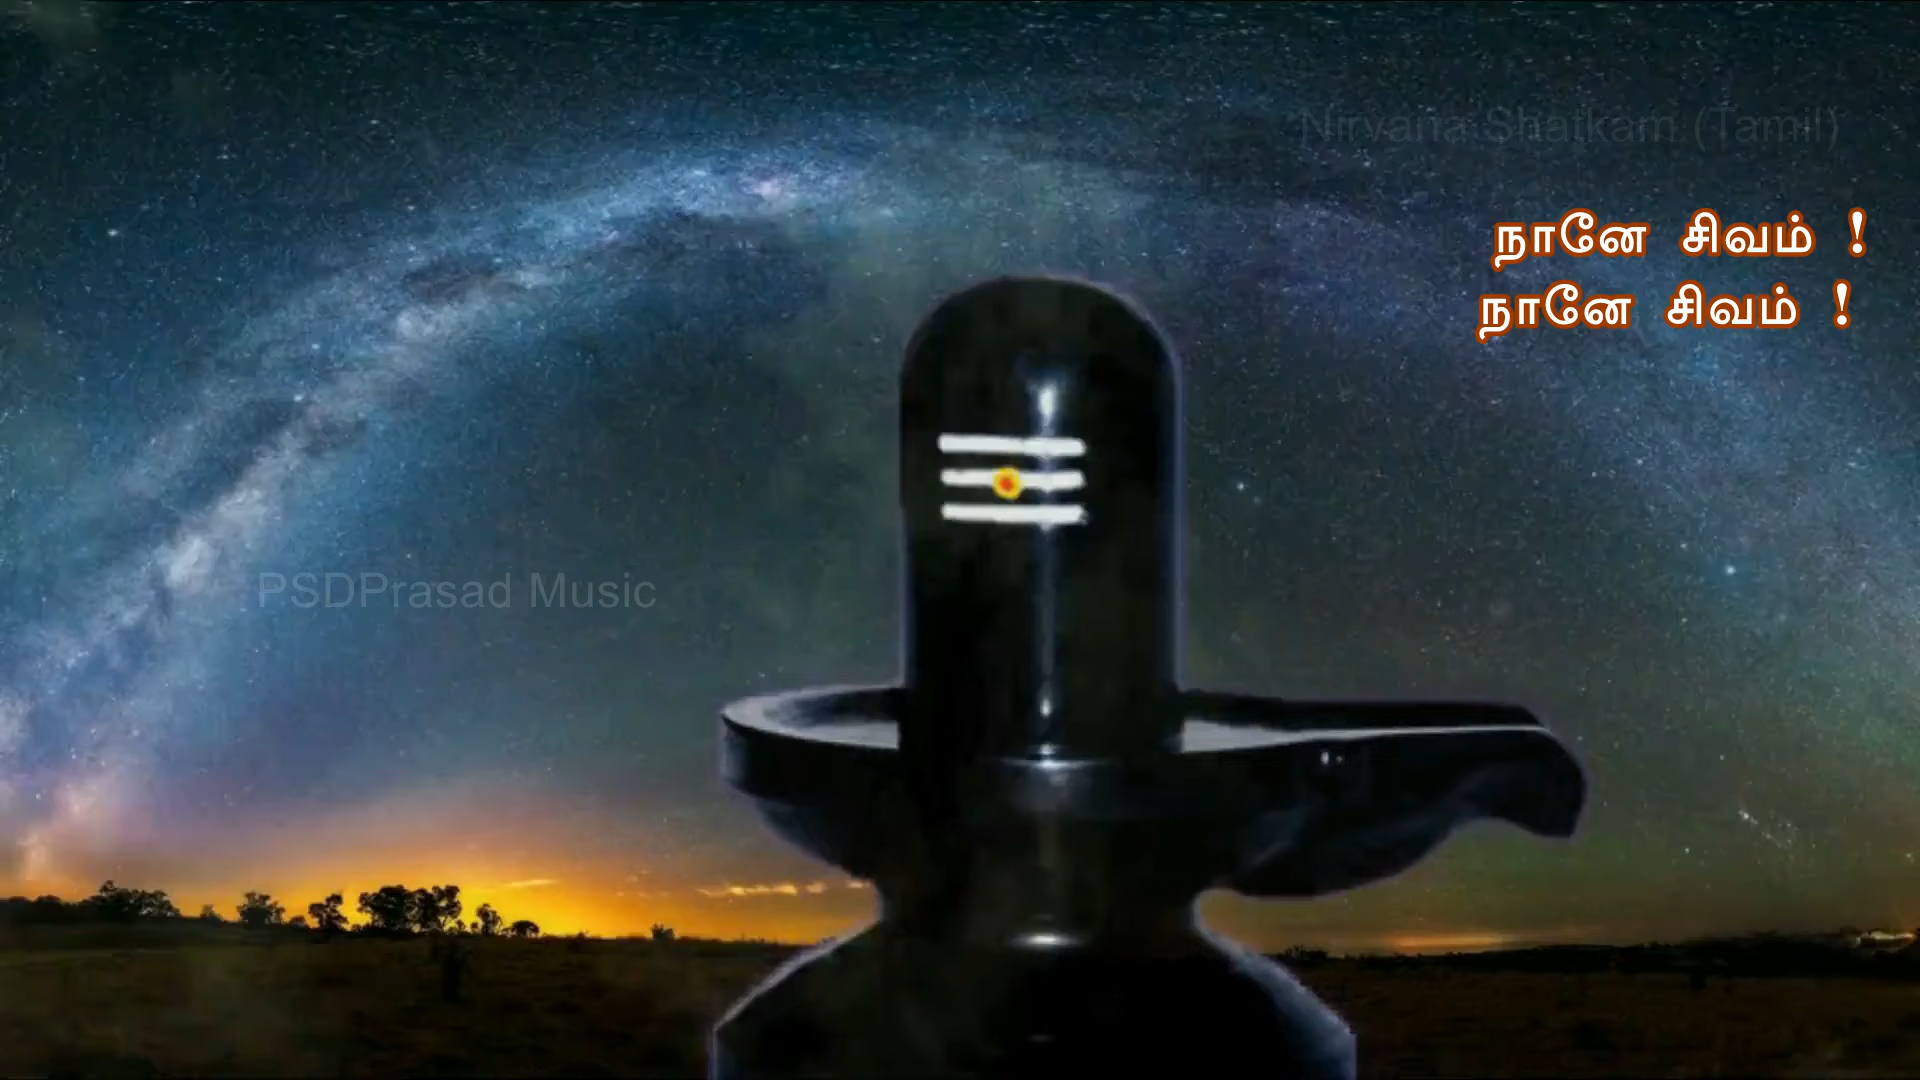 Nirvana Shatkam (Tamil)
நானே சிவம் !
நானே சிவம் !
PSDPrasad Music